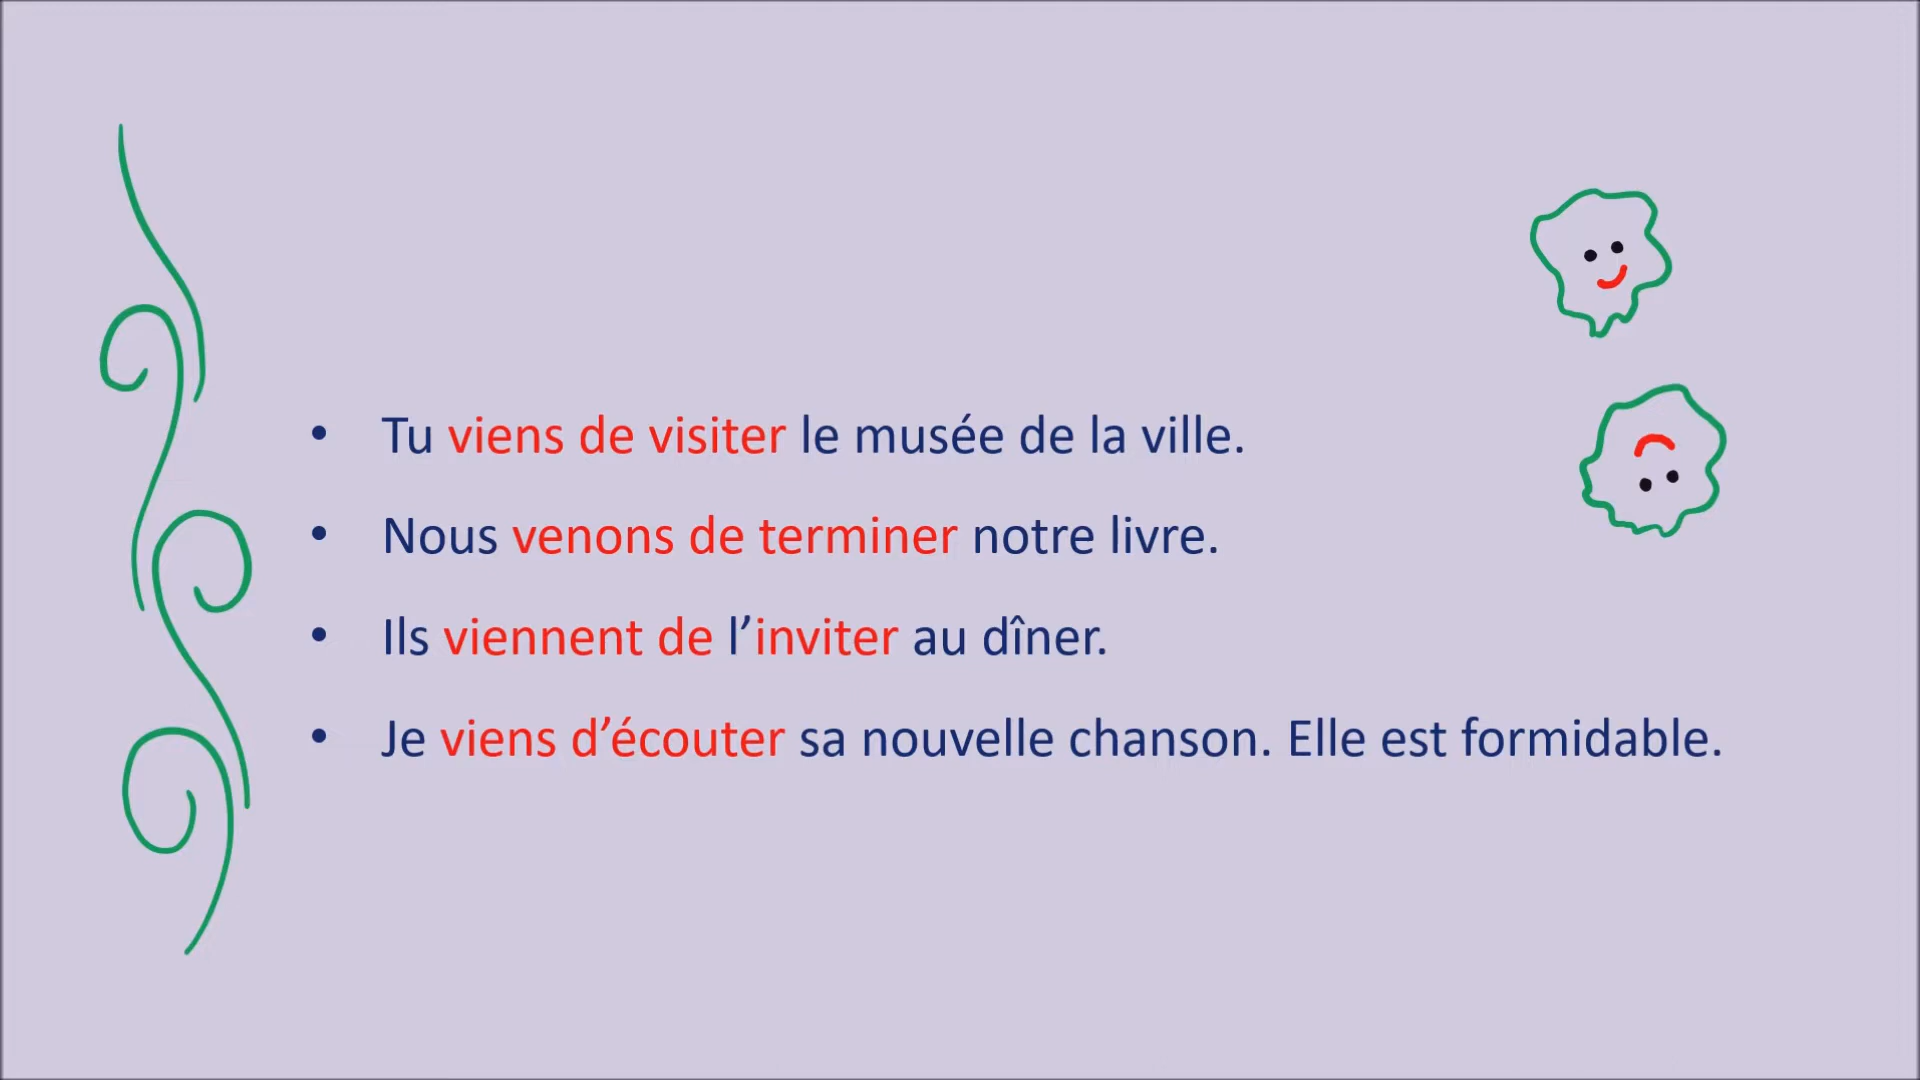 • Tu viens de visiter le musée de la ville.
• Nous venons de terminer notre livre.
• Ils viennent de l’inviter au dîner.
• Je viens d’écouter sa nouvelle chanson. Elle est formidable.